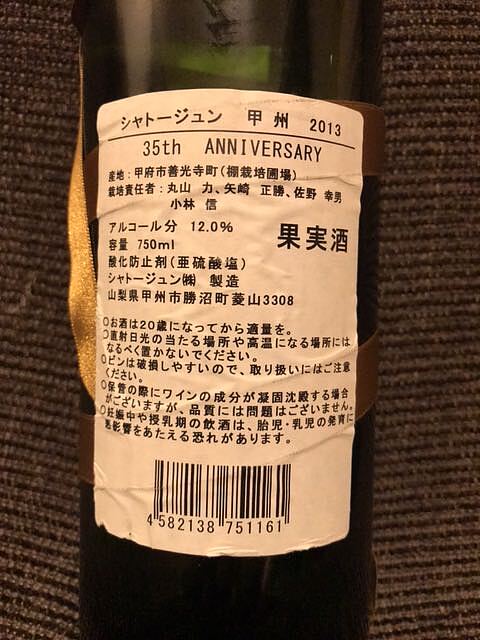 シャトージュン 甲州 2013
35th ANNIVERSARY
産地：甲府市善光寺町（棚栽培圃場）
栽培責任者：丸山 力、矢崎 正勝、佐野 幸男
小林 信
アルコール分 12.0%
容量 750ml
果実酒
酸化防止剤（亜硫酸塩）
シャトージュン㈱ 製造
山梨県甲州市勝沼町菱山3308
○お酒は20歳になってから適量を。
○直射日光の当たる場所や高温になる場所には
なるべく置かないでください。
○ビンは破損しやすいので、取り扱いにはご注意
ください。
○保管の際にワインの成分が凝固沈殿する場合
がございますが、品質には問題はございません。
○妊娠中や授乳期の飲酒は、胎児・乳児の発育に
悪影響をあたえる恐れがあります。
4 582138 751161